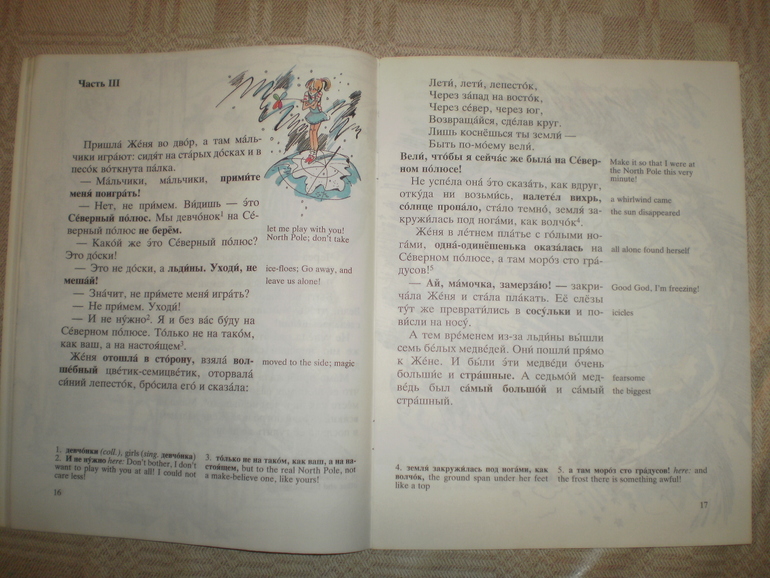 Часть III
Пришла́ Же́ня во дво́р, а там ма́ль-
чики игра́ют: сидя́т на ста́рых до́сках и в
песо́к во́ткнута па́лка.
— Ма́льчики, ма́льчики, прими́те
меня́ поигра́ть!
— Нет, не при́мем. Ви́дишь — э́то
Се́верный по́люс. Мы девчо́нок¹ на Се́-
верный по́люс не берём.
— Како́й же э́то Се́верный по́люс?
Э́то до́ски!
— Э́то не до́ски, а льди́ны. Уходи́, не
меша́й!
— Зна́чит, не при́мете меня́ игра́ть?
— Не при́мем. Уходи́!
— И не ну́жно². Я и без вас бу́ду на
Се́верном по́люсе. То́лько не на тако́м,
как ваш, а на настоя́щем³.
Же́ня отошла́ в сто́рону, взяла́ вол-
ше́бный цве́тик-семицве́тик, оторвала́
си́ний лепесто́к, бро́сила его́ и сказа́ла:
let me play with you!
North Pole; don't take
ice-floes; Go away, and
leave us alone!
moved to the side; magic
1. девчо́нки (coll.), girls (sing. девчо́нка)
2. И не ну́жно here: Don't bother, I don't
want to play with you at all! I could not
care less!
3. то́лько не на тако́м, как ваш, а на на-
стоя́щем, but to the real North Pole, not
a make-believe one, like yours!
16
Лети́, лети́, лепесто́к,
Че́рез за́пад на восто́к,
Че́рез се́вер, че́рез юг,
Возвраща́йся, сде́лав круг.
Лишь коснёшься ты земли́ —
Быть по-мо́ему вели́.
Вели́, что́бы я сейча́с же была́ на Се́вер-
ном по́люсе!
Не успе́ла она́ э́то сказа́ть, как вдруг,
отку́да ни возьми́сь, налете́л вихрь,
со́лнце пропа́ло, ста́ло темно́, земля́ за-
кружи́лась под нога́ми, как волчо́к⁴.
Же́ня в ле́тнем пла́тье с го́лыми но-
га́ми, одна́-одинёшенька оказа́лась на
Се́верном по́люсе, а там моро́з сто гра́-
дусов!⁵
— Ай, ма́мочка, замерза́ю! — закри-
ча́ла Же́ня и ста́ла пла́кать. Её слёзы
ту́т же преврати́лись в сосу́льки и по-
ви́сли на носу́.
А тем вре́менем из-за льди́ны вы́шли
семь бе́лых медве́дей. Они́ пошли́ пря́мо
к Же́не. И бы́ли э́ти медве́ди о́чень
больши́е и стра́шные. А седьмо́й мед-
ве́дь был са́мый большо́й и са́мый
стра́шный.
Make it so that I were at
the North Pole this very
minute!
a whirlwind came
the sun disappeared
all alone found herself
Good God, I'm freezing!
icicles
fearsome
the biggest
4. земля́ закружи́лась под нога́ми, как
волчо́к, the ground span under her feet
like a top
5. а там моро́з сто гра́дусов! here: and
the frost there is something awful!
17